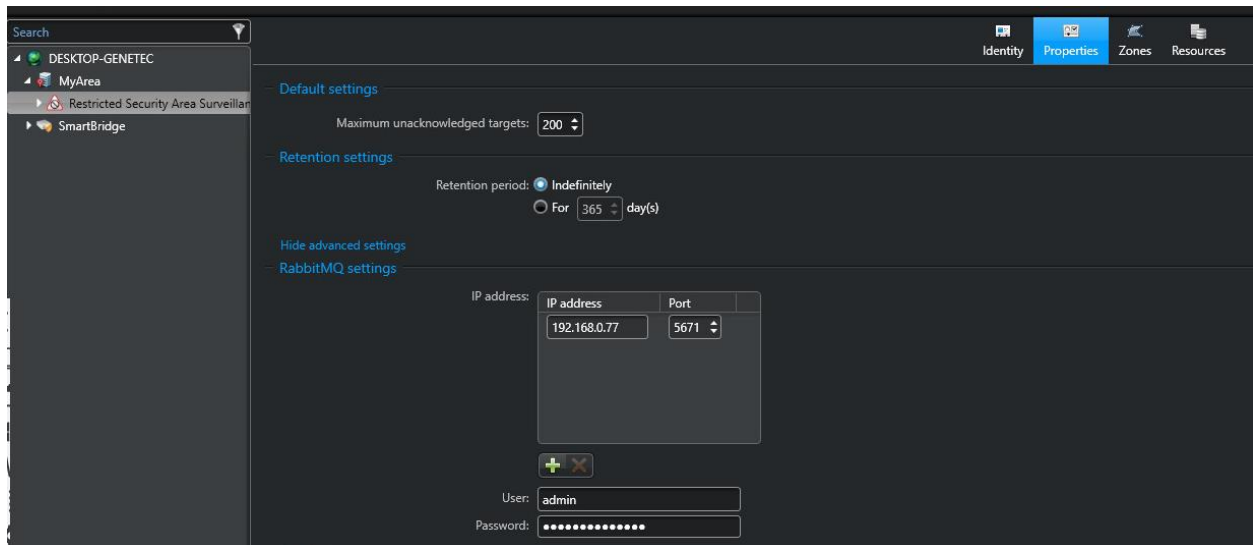 Search
DESKTOP-GENETEC
MyArea
Restricted Security Area Surveillan
SmartBridge
Identity
Properties
Zones
Resources
Default settings
Maximum unacknowledged targets: 200
Retention settings
Retention period: Indefinitely
For 365 day(s)
Hide advanced settings
RabbitMQ settings
IP address:
IP address Port
192.168.0.77 5671
User: admin
Password: ••••••••••••••